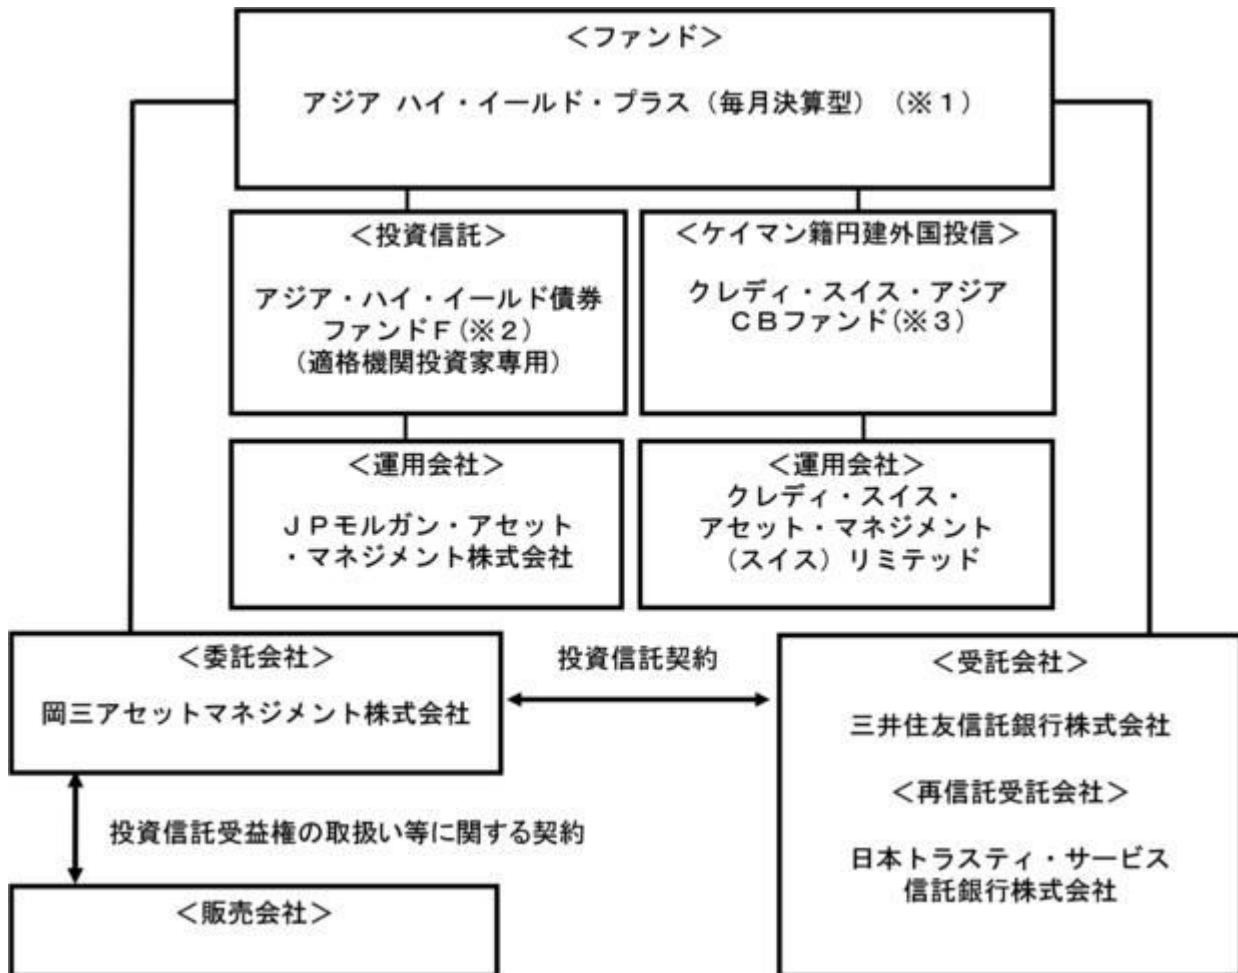 ＜ファンド＞
アジア ハイ・イールド・プラス（毎月決算型）（※１）
＜投資信託＞
アジア・ハイ・イールド債券
ファンドＦ(※２)
（適格機関投資家専用）
＜ケイマン籍円建外国投信＞
クレディ・スイス・アジア
ＣＢファンド(※３)
＜運用会社＞
ＪＰモルガン・アセット
・マネジメント株式会社
＜運用会社＞
クレディ・スイス・
アセット・マネジメント
（スイス）リミテッド
＜委託会社＞
岡三アセットマネジメント株式会社
投資信託契約
＜受託会社＞
三井住友信託銀行株式会社
＜再信託受託会社＞
日本トラスティ・サービス
信託銀行株式会社
投資信託受益権の取扱い等に関する契約
＜販売会社＞